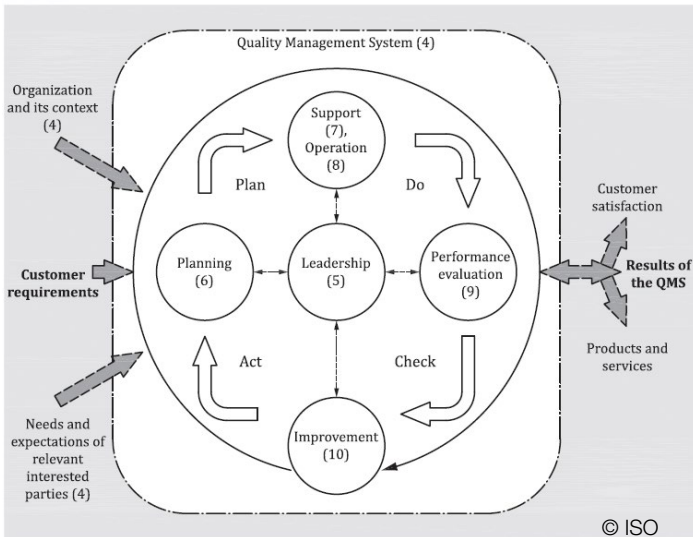 Quality Management System (4)
Organization
and its context
(4)
Support
(7),
Operation
(8)
Plan
Do
Customer
satisfaction
Customer
requirements
Planning
(6)
Leadership
(5)
Performance
evaluation
(9)
Results of
the QMS
Act
Check
Products and
services
Needs and
expectations of
relevant
interested
parties (4)
Improvement
(10)
© ISO